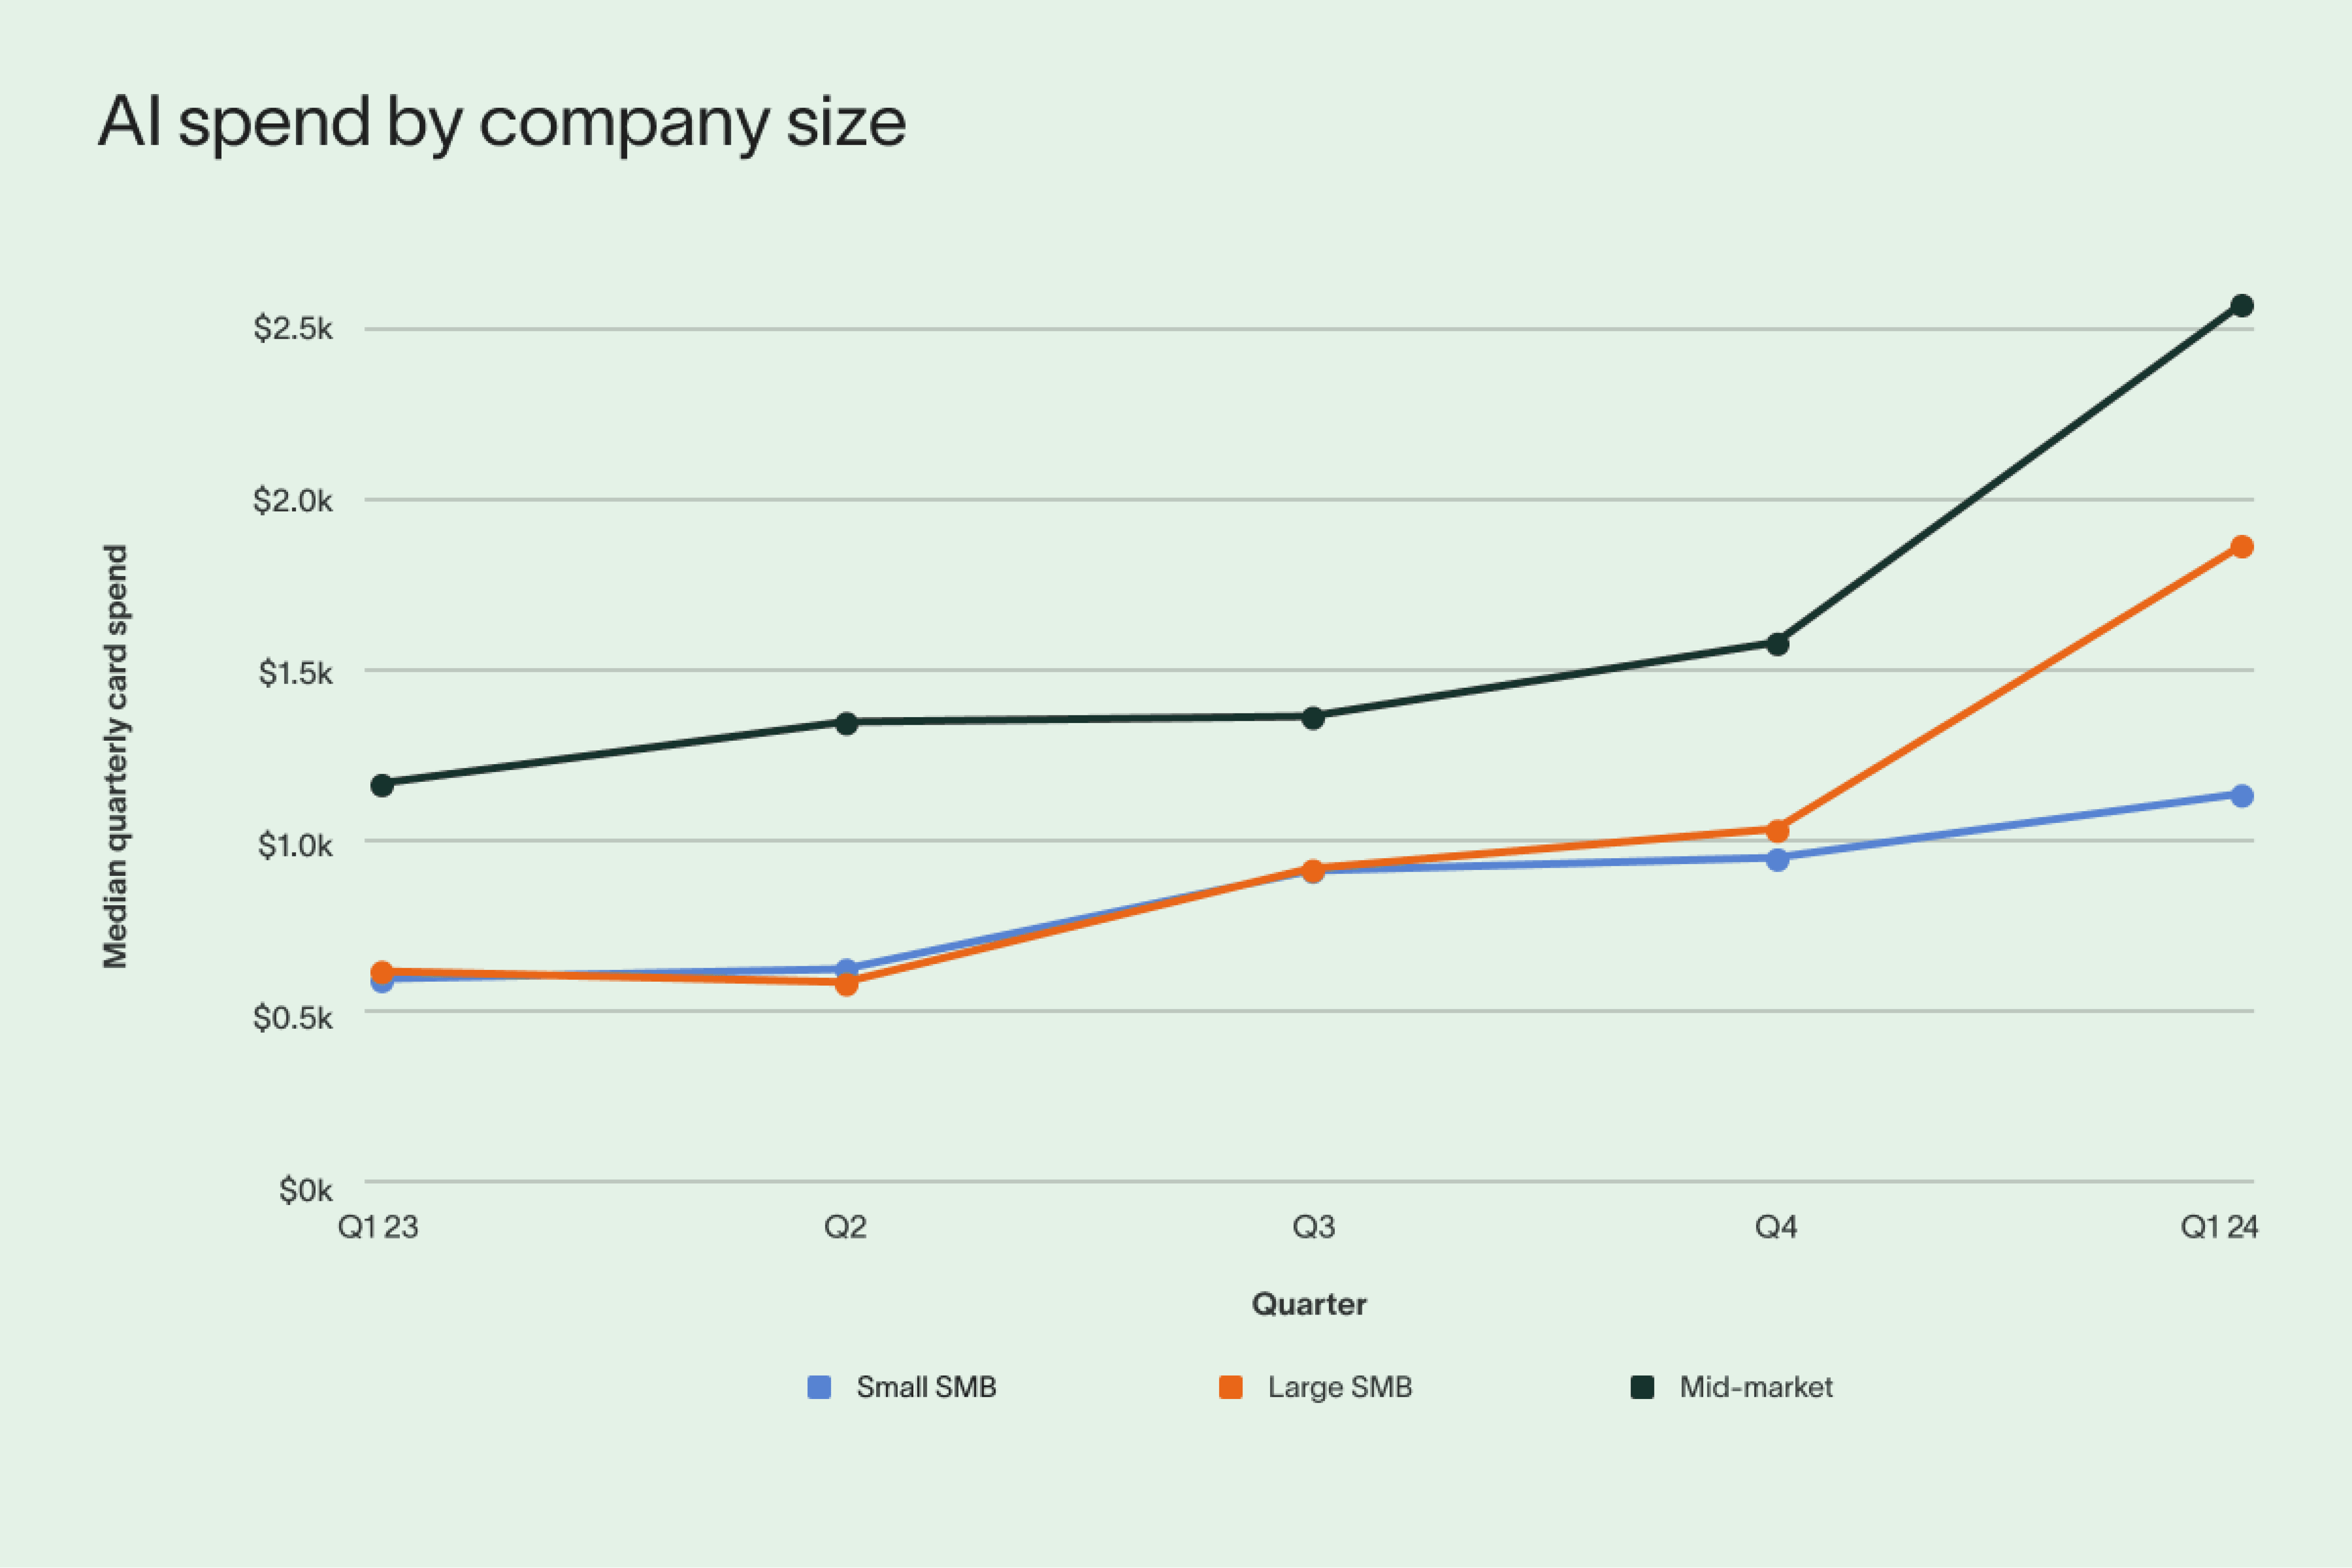 AI spend by company size
Median quarterly card spend
$2.5k
$2.0k
$1.5k
$1.0k
$0.5k
$0k
Q1 23
Q2
Q3
Q4
Q1 24
Quarter
Small SMB
Large SMB
Mid-market